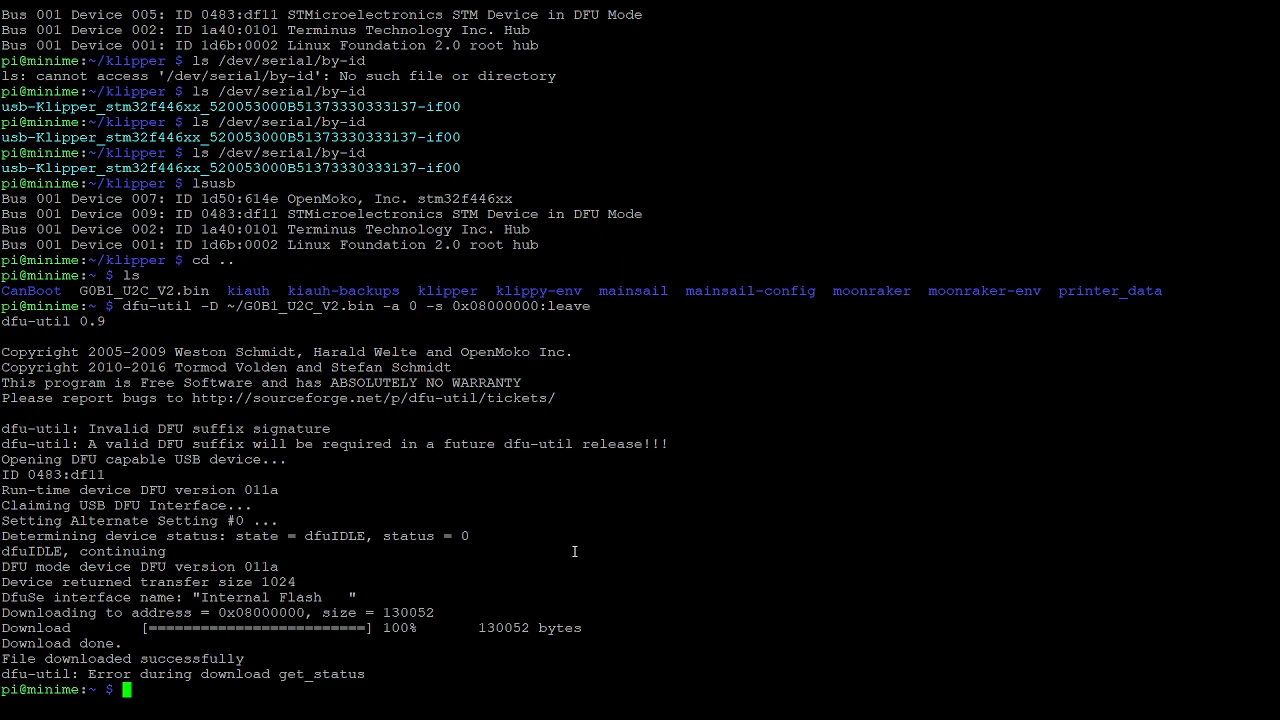 Bus 001 Device 005: ID 0483:df11 STMicroelectronics STM Device in DFU Mode
Bus 001 Device 002: ID 1a40:0101 Terminus Technology Inc. Hub
Bus 001 Device 001: ID 1d6b:0002 Linux Foundation 2.0 root hub
pi@minime:~/klipper $ ls /dev/serial/by-id
ls: cannot access '/dev/serial/by-id': No such file or directory
pi@minime:~/klipper $ ls /dev/serial/by-id
usb-Klipper_stm32f446xx_520053000B51373330333137-if00
pi@minime:~/klipper $ ls /dev/serial/by-id
usb-Klipper_stm32f446xx_520053000B51373330333137-if00
pi@minime:~/klipper $ ls /dev/serial/by-id
usb-Klipper_stm32f446xx_520053000B51373330333137-if00
pi@minime:~/klipper $ lsusb
Bus 001 Device 007: ID 1d50:614e OpenMoko, Inc. stm32f446xx
Bus 001 Device 009: ID 0483:df11 STMicroelectronics STM Device in DFU Mode
Bus 001 Device 002: ID 1a40:0101 Terminus Technology Inc. Hub
Bus 001 Device 001: ID 1d6b:0002 Linux Foundation 2.0 root hub
pi@minime:~/klipper $ cd ..
pi@minime:~ $ ls
CanBoot  G0B1_U2C_V2.bin  kiauh  kiauh-backups  klipper  klippy-env  mainsail  mainsail-config  moonraker  moonraker-env  printer_data
pi@minime:~ $ dfu-util -D ~/G0B1_U2C_V2.bin -a 0 -s 0x08000000:leave
dfu-util 0.9
Copyright 2005-2009 Weston Schmidt, Harald Welte and OpenMoko Inc.
Copyright 2010-2016 Tormod Volden and Stefan Schmidt
This program is Free Software and has ABSOLUTELY NO WARRANTY
Please report bugs to http://sourceforge.net/p/dfu-util/tickets/
dfu-util: Invalid DFU suffix signature
dfu-util: A valid DFU suffix will be required in a future dfu-util release!!!
Opening DFU capable USB device...
ID 0483:df11
Run-time device DFU version 011a
Claiming USB DFU Interface...
Setting Alternate Setting #0 ...
Determining device status: state = dfuIDLE, status = 0
dfuIDLE, continuing
DFU mode device DFU version 011a
Device returned transfer size 1024
DfuSe interface name: "Internal Flash   "
Downloading to address = 0x08000000, size = 130052
Download        [=========================] 100%       130052 bytes
Download done.
File downloaded successfully
dfu-util: Error during download get_status
pi@minime:~ $